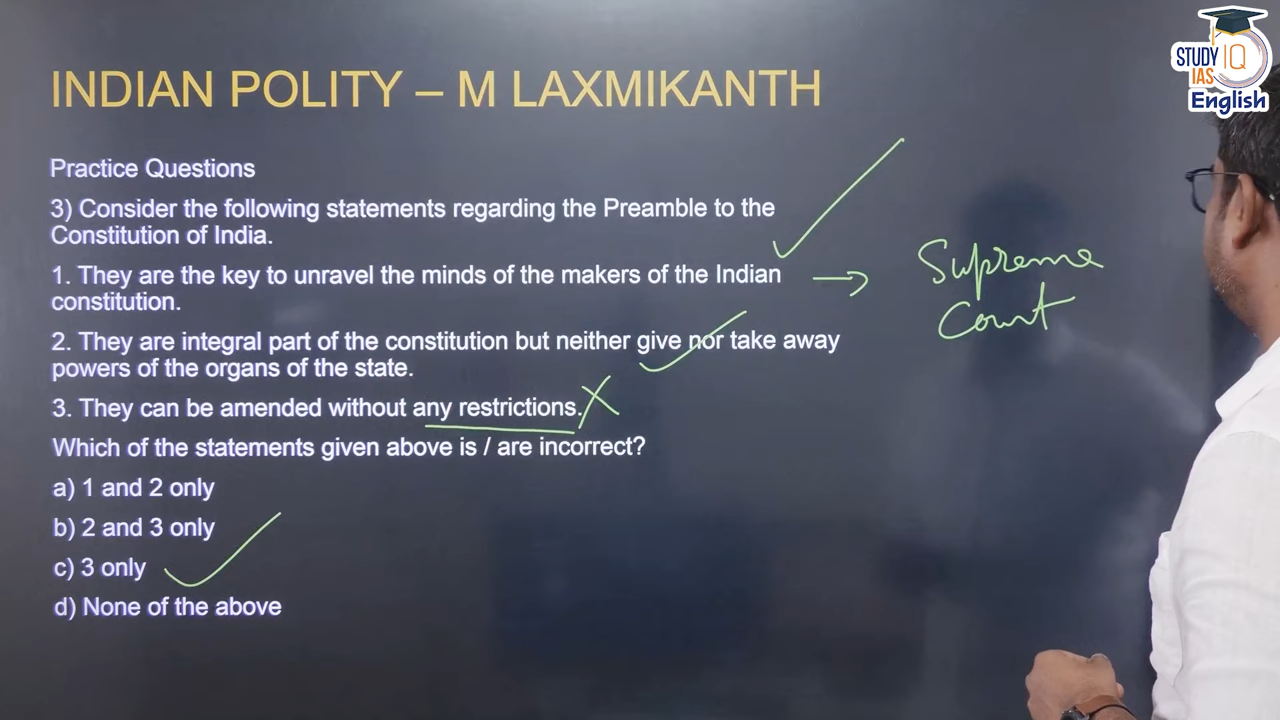 INDIAN POLITY – M LAXMIKANTH
STUDY IQ
IAS
English
Practice Questions
3) Consider the following statements regarding the Preamble to the
Constitution of India.
1. They are the key to unravel the minds of the makers of the Indian
constitution.
Supreme
Court
2. They are integral part of the constitution but neither give nor take away
powers of the organs of the state.
3. They can be amended without any restrictions.
Which of the statements given above is / are incorrect?
a) 1 and 2 only
b) 2 and 3 only
c) 3 only
d) None of the above